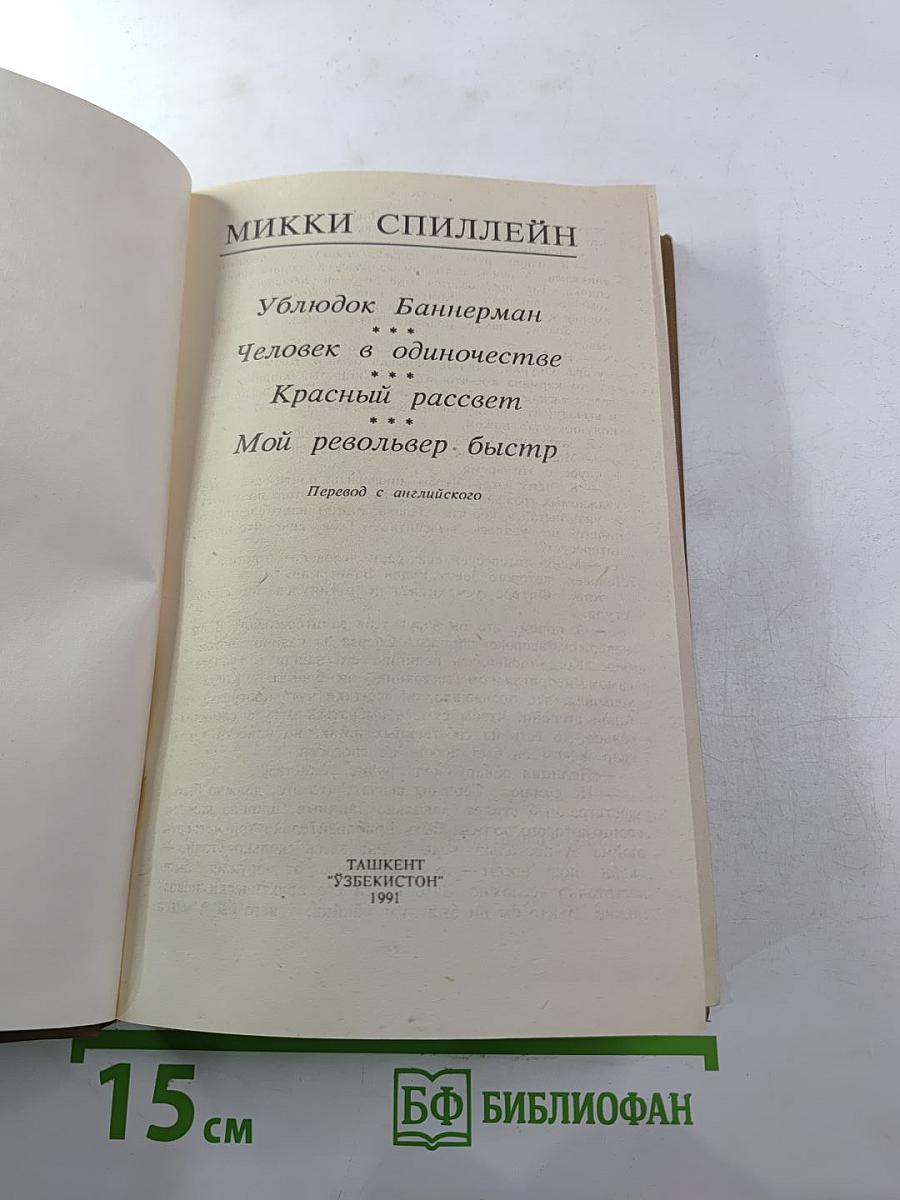 МИККИ СПИЛЛЕЙН
Ублюдок Баннерман
* * *
Человек в одиночестве
* * *
Красный рассвет
* * *
Мой револьвер быстр
Перевод с английского
ТАШКЕНТ
"ЎЗБЕКИСТОН"
1991
15 см
БФ БИБЛИОФАН